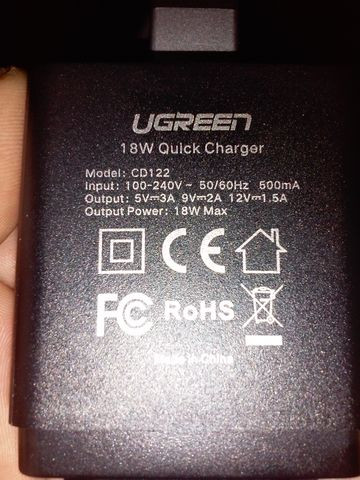 UGREEN
18W Quick Charger
Model: CD122
Input: 100-240V ~ 50/60Hz 500mA
Output: 5V⎓3A 9V⎓2A 12V⎓1.5A
Output Power: 18W Max
CE
FC RoHS
Made in China